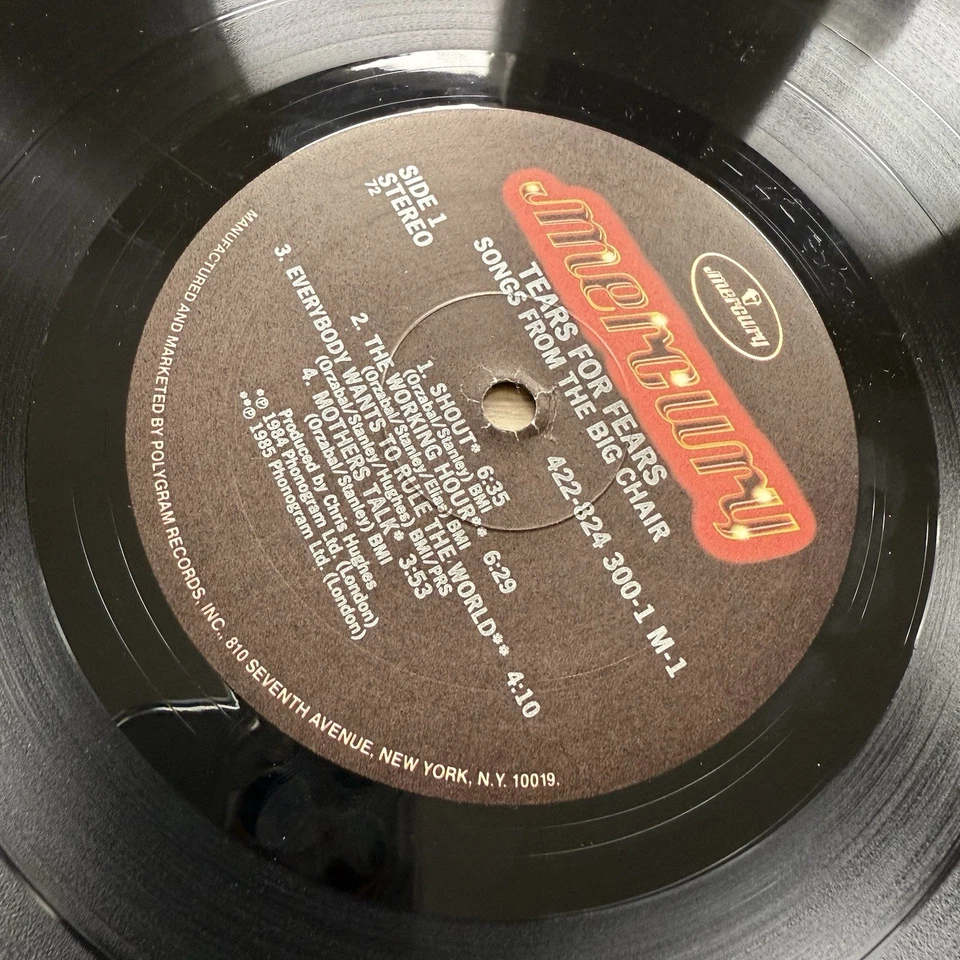 mercury
mercury
TEARS FOR FEARS
SONGS FROM THE BIG CHAIR
SIDE 1
STEREO
72
422-824 300-1 M-1
1. SHOUT* 6:35
(Orzabal/Stanley) BMI
2. THE WORKING HOUR** 6:29
(Orzabal/Stanley/Elias) BMI
3. EVERYBODY WANTS TO RULE THE WORLD** 4:10
(Orzabal/Stanley/Hughes) BMI/PRS
4. MOTHERS TALK* 3:53
(Orzabal/Stanley) BMI
Produced by Chris Hughes
*℗ 1984 Phonogram Ltd. (London)
**℗ 1985 Phonogram Ltd. (London)
MANUFACTURED AND MARKETED BY POLYGRAM RECORDS, INC., 810 SEVENTH AVENUE, NEW YORK, N.Y. 10019.